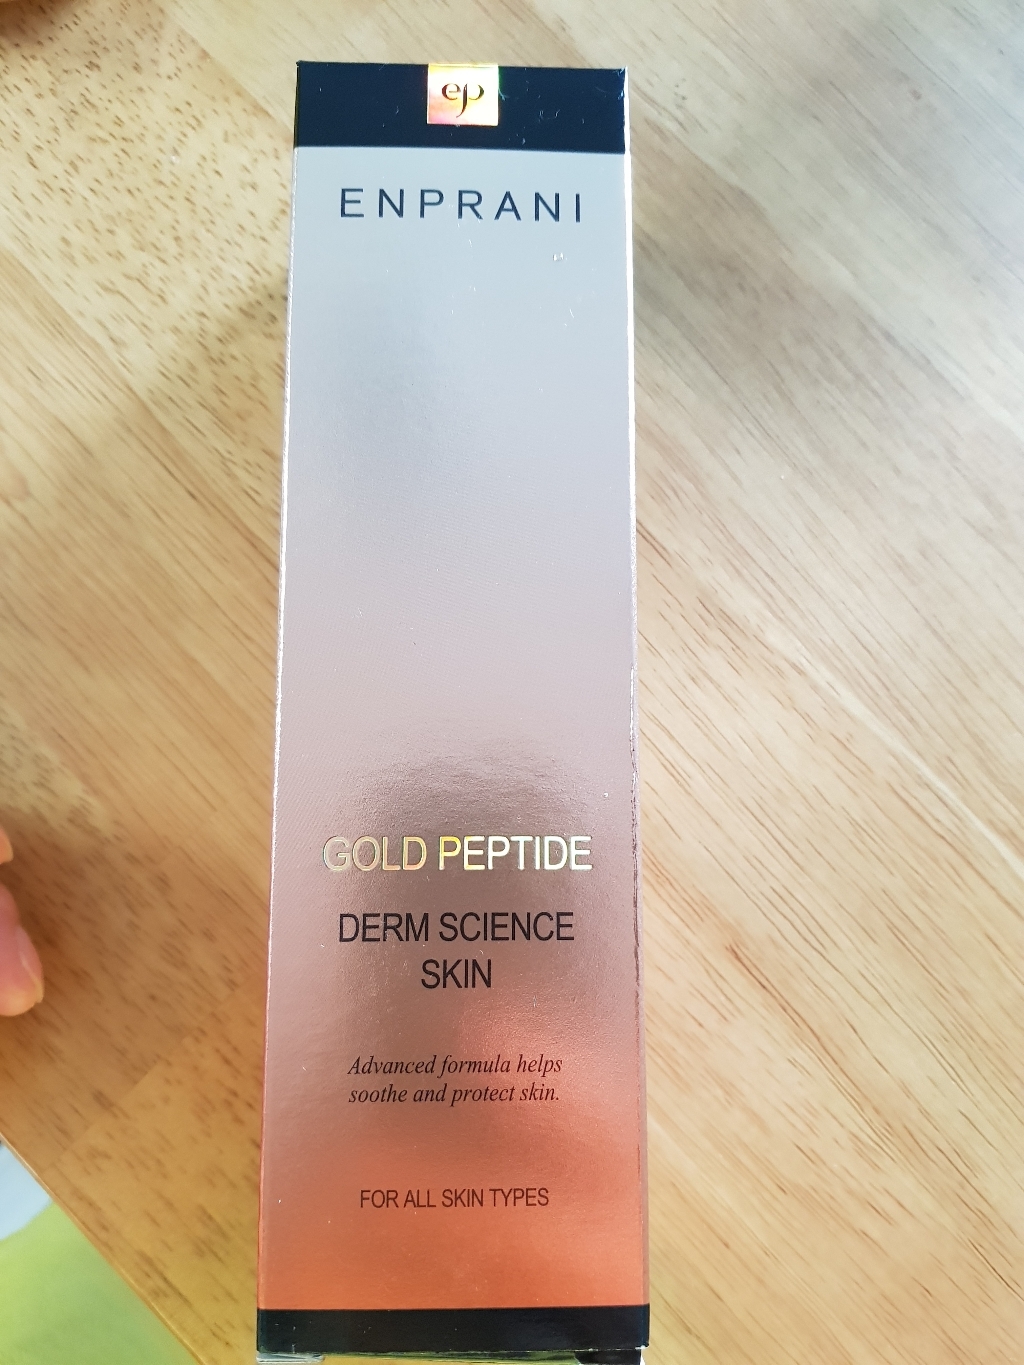 ep
ENPRANI
GOLD PEPTIDE
DERM SCIENCE
SKIN
Advanced formula helps
soothe and protect skin.
FOR ALL SKIN TYPES